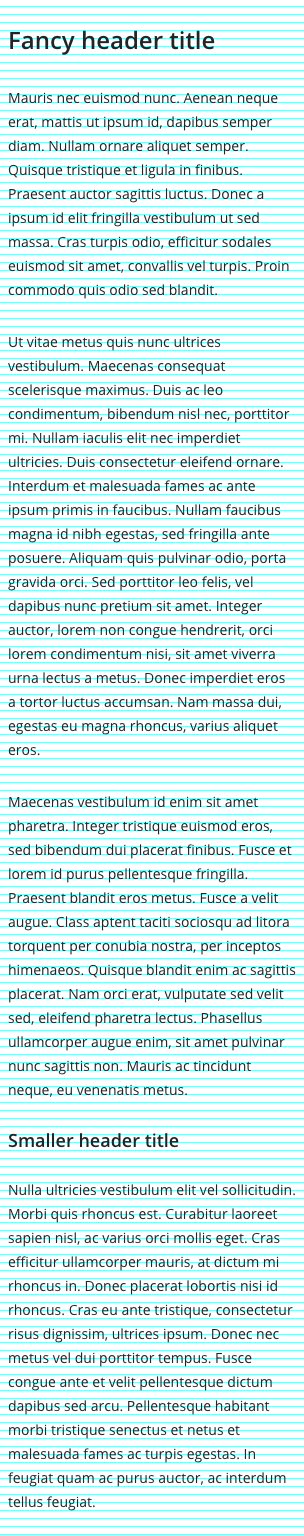 Fancy header title
Mauris nec euismod nunc. Aenean neque
erat, mattis ut ipsum id, dapibus semper
diam. Nullam ornare aliquet semper.
Quisque tristique et ligula in finibus.
Praesent auctor sagittis luctus. Donec a
ipsum id elit fringilla vestibulum ut sed
massa. Cras turpis odio, efficitur sodales
euismod sit amet, convallis vel turpis. Proin
commodo quis odio sed blandit.
Ut vitae metus quis nunc ultrices
vestibulum. Maecenas consequat
scelerisque maximus. Duis ac leo
condimentum, bibendum nisl nec, porttitor
mi. Nullam iaculis elit nec imperdiet
ultricies. Duis consectetur eleifend ornare.
Interdum et malesuada fames ac ante
ipsum primis in faucibus. Nullam faucibus
magna id nibh egestas, sed fringilla ante
posuere. Aliquam quis pulvinar odio, porta
gravida orci. Sed porttitor leo felis, vel
dapibus nunc pretium sit amet. Integer
auctor, lorem non congue hendrerit, orci
lorem condimentum nisi, sit amet viverra
urna lectus a metus. Donec imperdiet eros
a tortor luctus accumsan. Nam massa dui,
egestas eu magna rhoncus, varius aliquet
eros.
Maecenas vestibulum id enim sit amet
pharetra. Integer tristique euismod eros,
sed bibendum dui placerat finibus. Fusce et
lorem id purus pellentesque fringilla.
Praesent blandit eros metus. Fusce a velit
augue. Class aptent taciti sociosqu ad litora
torquent per conubia nostra, per inceptos
himenaeos. Quisque blandit enim ac sagittis
placerat. Nam orci erat, vulputate sed velit
sed, eleifend pharetra lectus. Phasellus
ullamcorper augue enim, sit amet pulvinar
nunc sagittis non. Mauris ac tincidunt
neque, eu venenatis metus.
Smaller header title
Nulla ultricies vestibulum elit vel sollicitudin.
Morbi quis rhoncus est. Curabitur laoreet
sapien nisl, ac varius orci mollis eget. Cras
efficitur ullamcorper mauris, at dictum mi
rhoncus in. Donec placerat lobortis nisi id
rhoncus. Cras eu ante tristique, consectetur
risus dignissim, ultrices ipsum. Donec nec
metus vel dui porttitor tempus. Fusce
congue ante et velit pellentesque dictum
dapibus sed arcu. Pellentesque habitant
morbi tristique senectus et netus et
malesuada fames ac turpis egestas. In
feugiat quam ac purus auctor, ac interdum
tellus feugiat.